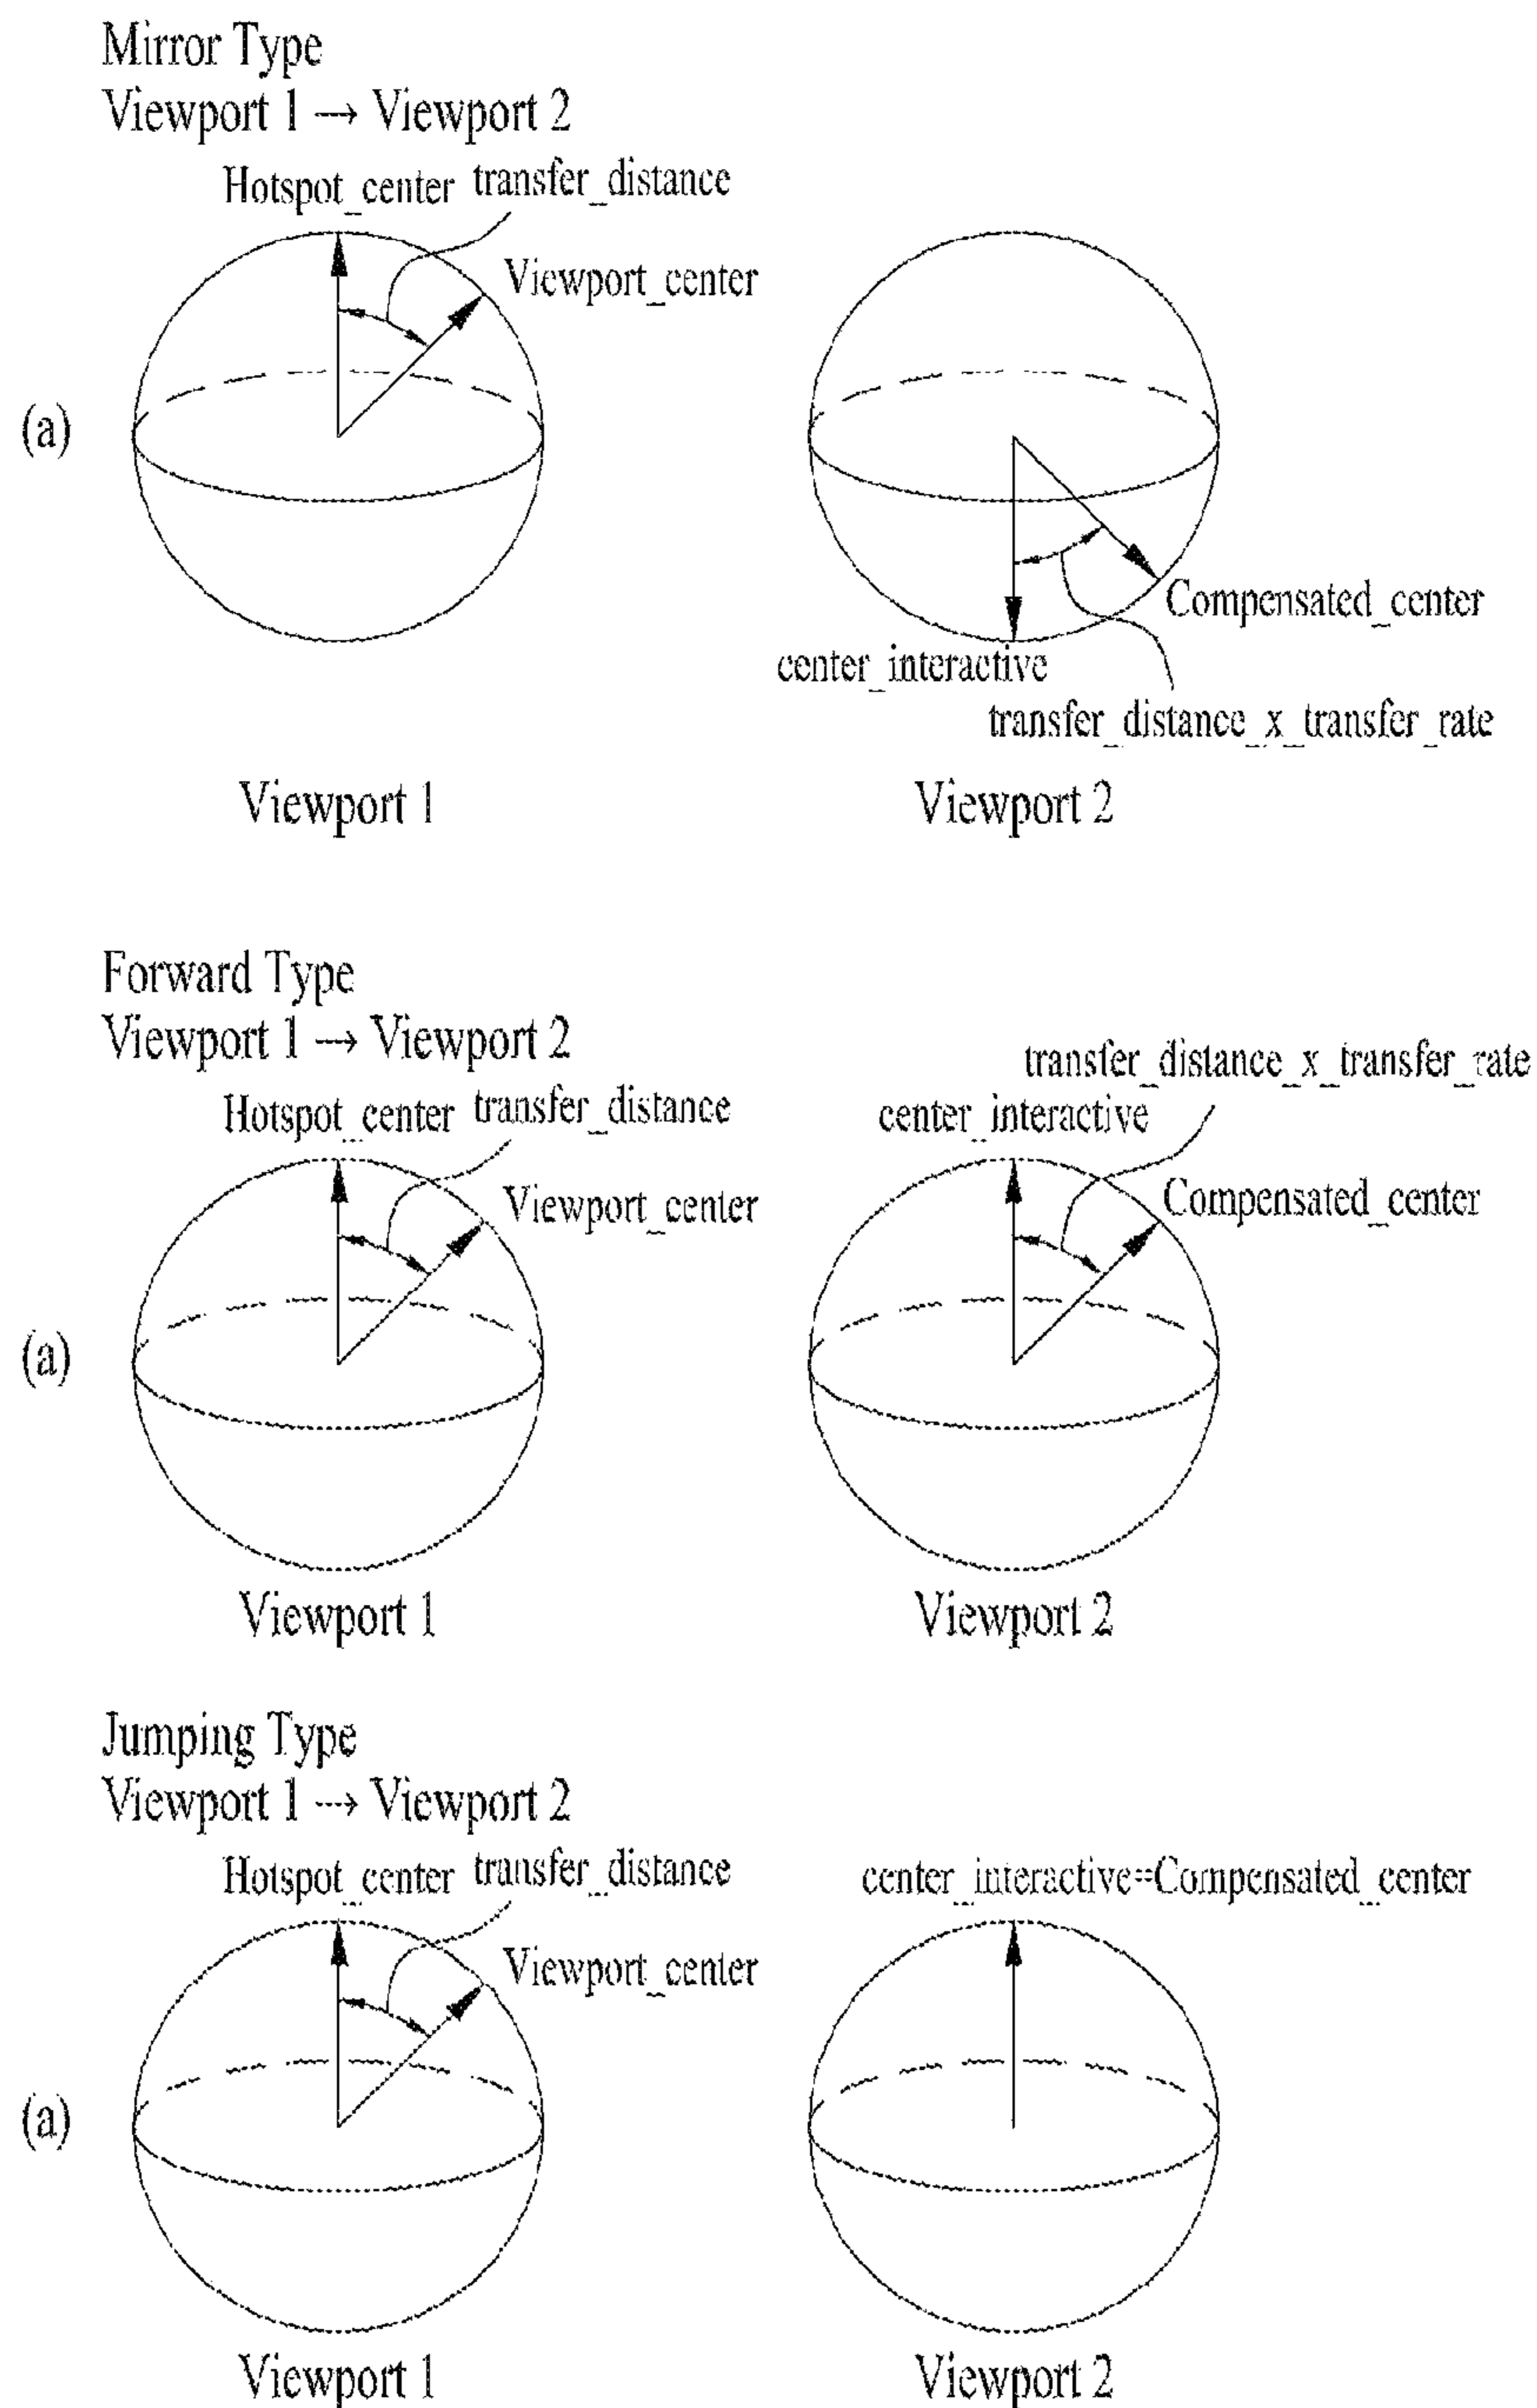 Mirror Type
Viewport 1 → Viewport 2
Hotspot_center transfer_distance
Viewport_center
(a)
Compensated_center
center_interactive
transfer_distance_x_transfer_rate
Viewport 1
Viewport 2
Forward Type
Viewport 1 → Viewport 2
transfer_distance_x_transfer_rate
Hotspot_center transfer_distance
center_interactive
Viewport_center
Compensated_center
(a)
Viewport 1
Viewport 2
Jumping Type
Viewport 1 → Viewport 2
Hotspot_center transfer_distance
center_interactive=Compensated_center
Viewport_center
(a)
Viewport 1
Viewport 2